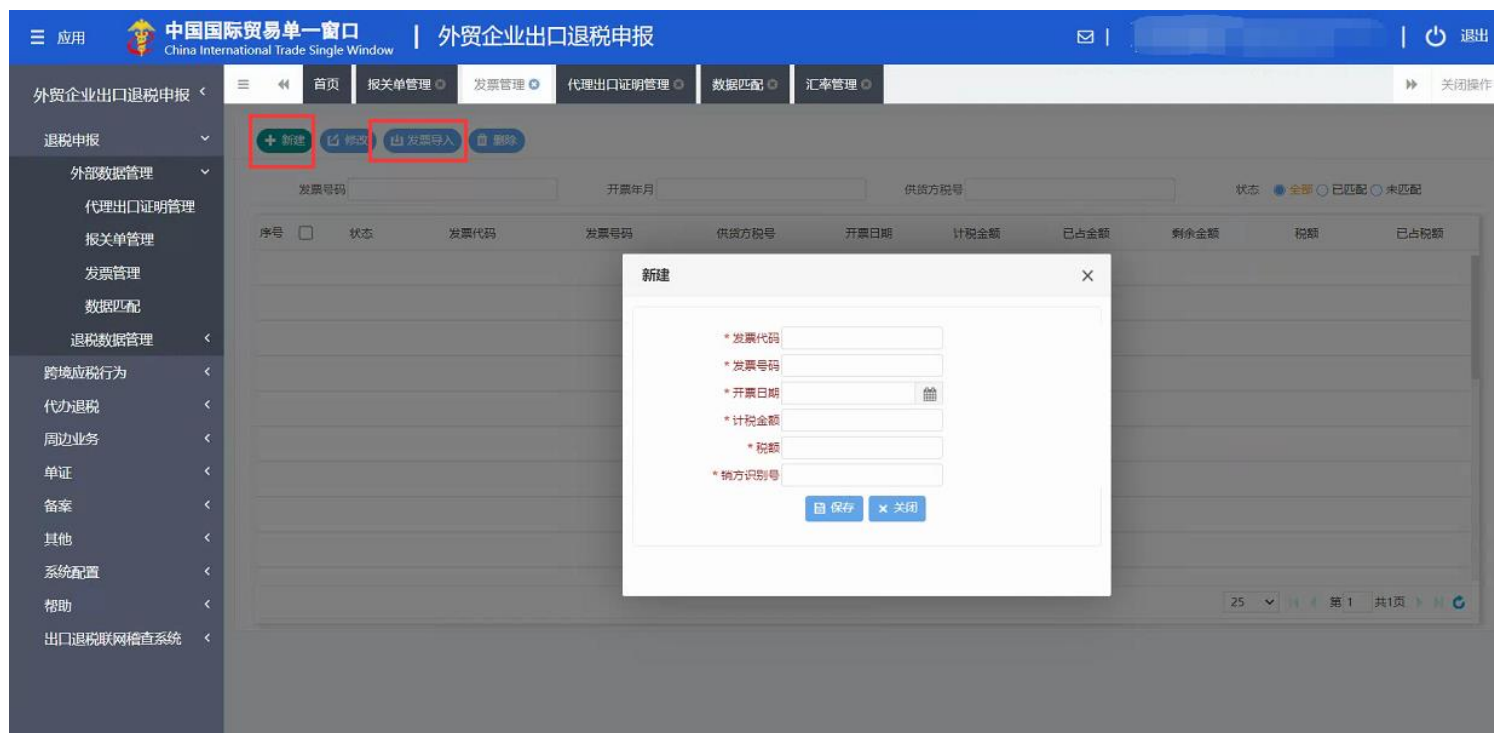 应用
中国国际贸易单一窗口
China International Trade Single Window
外贸企业出口退税申报
退出
外贸企业出口退税申报
首页
报关单管理
发票管理
代理出口证明管理
数据匹配
汇率管理
关闭操作
退税申报
外部数据管理
代理出口证明管理
报关单管理
发票管理
数据匹配
退税数据管理
跨境应税行为
代办退税
周边业务
单证
备案
其他
系统配置
帮助
出口退税联网稽查系统
新建 修改 发票导入 删除
发票号码 开票年月 供货方税号 状态 全部 已匹配 未匹配
序号 状态 发票代码 发票号码 供货方税号 开票日期 计税金额 已占金额 剩余金额 税额 已占税额
新建
* 发票代码
* 发票号码
* 开票日期
* 计税金额
* 税额
* 销方识别号
保存 关闭
25 第 1 共1页